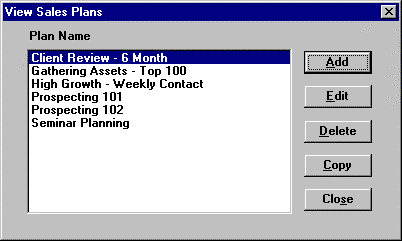 View Sales Plans
Plan Name
Client Review - 6 Month
Gathering Assets - Top 100
High Growth - Weekly Contact
Prospecting 101
Prospecting 102
Seminar Planning
Add
Edit
Delete
Copy
Close